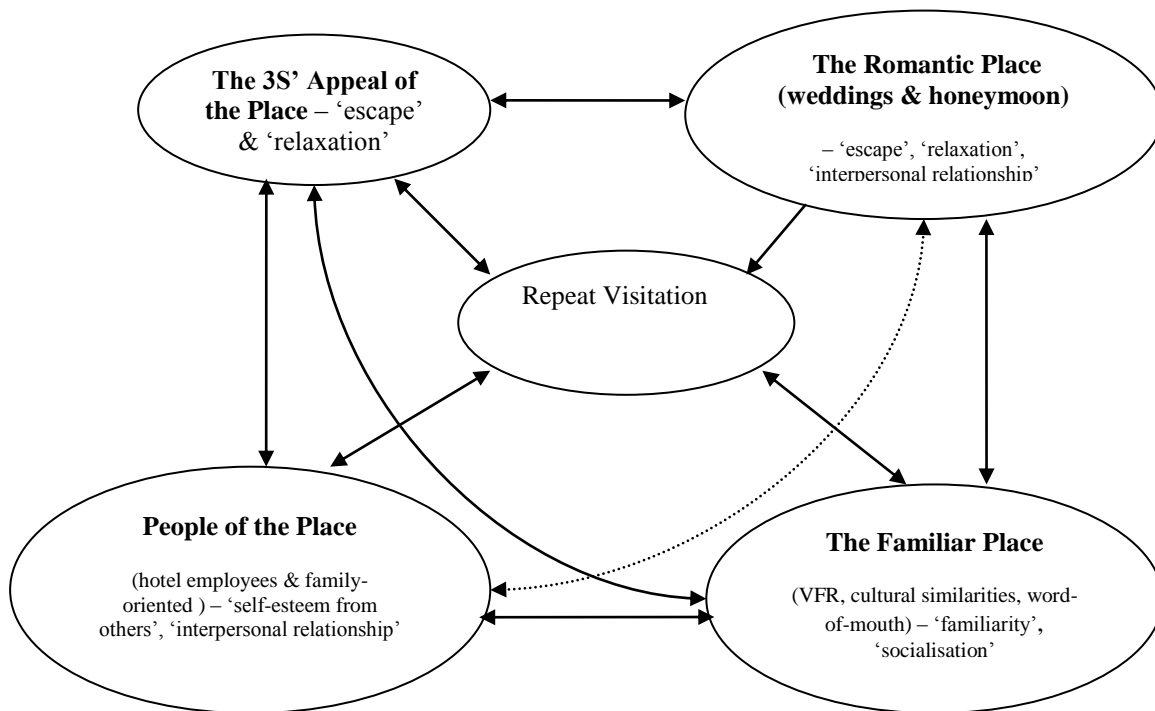 The 3S’ Appeal of
the Place – ‘escape’
& ‘relaxation’
The Romantic Place
(weddings & honeymoon)
– ‘escape’, ‘relaxation’,
‘interpersonal relationship’
Repeat Visitation
People of the Place
(hotel employees & family-
oriented ) – ‘self-esteem from
others’, ‘interpersonal relationship’
The Familiar Place
(VFR, cultural similarities, word-
of-mouth) – ‘familiarity’,
‘socialisation’